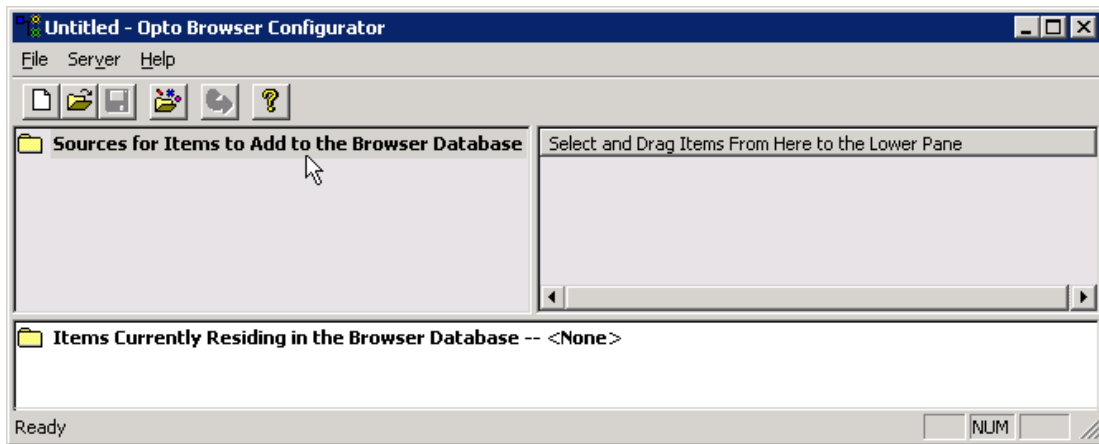 Untitled - Opto Browser Configurator
File Server Help
Sources for Items to Add to the Browser Database
Select and Drag Items From Here to the Lower Pane
Items Currently Residing in the Browser Database -- <None>
Ready
NUM